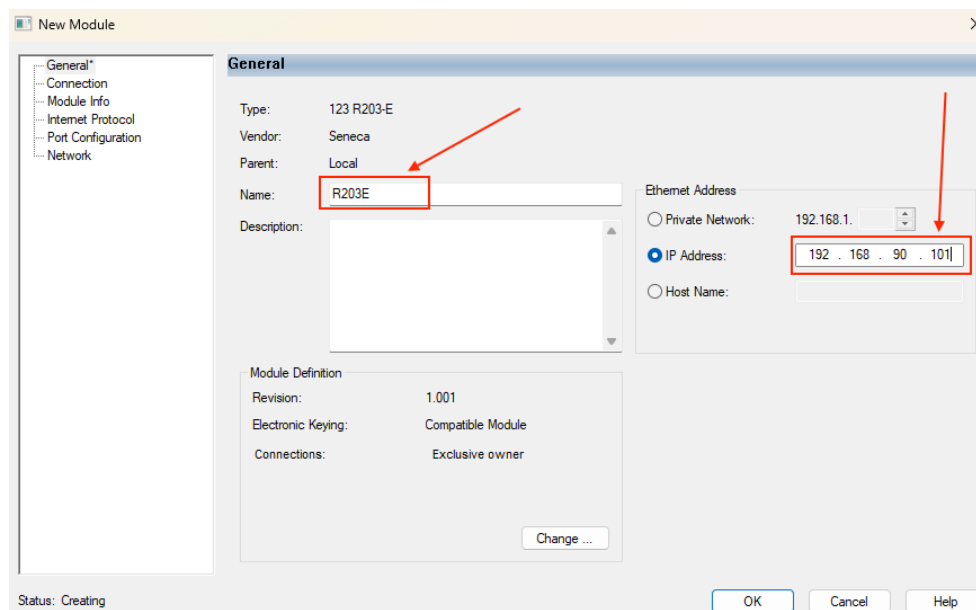 New Module
General*
Connection
Module Info
Internet Protocol
Port Configuration
Network
General
Type: 123 R203-E
Vendor: Seneca
Parent: Local
Name: R203E
Description:
Ethernet Address
Private Network: 192.168.1.
IP Address: 192 . 168 . 90 . 101
Host Name:
Module Definition
Revision: 1.001
Electronic Keying: Compatible Module
Connections: Exclusive owner
Change ...
Status: Creating
OK Cancel Help